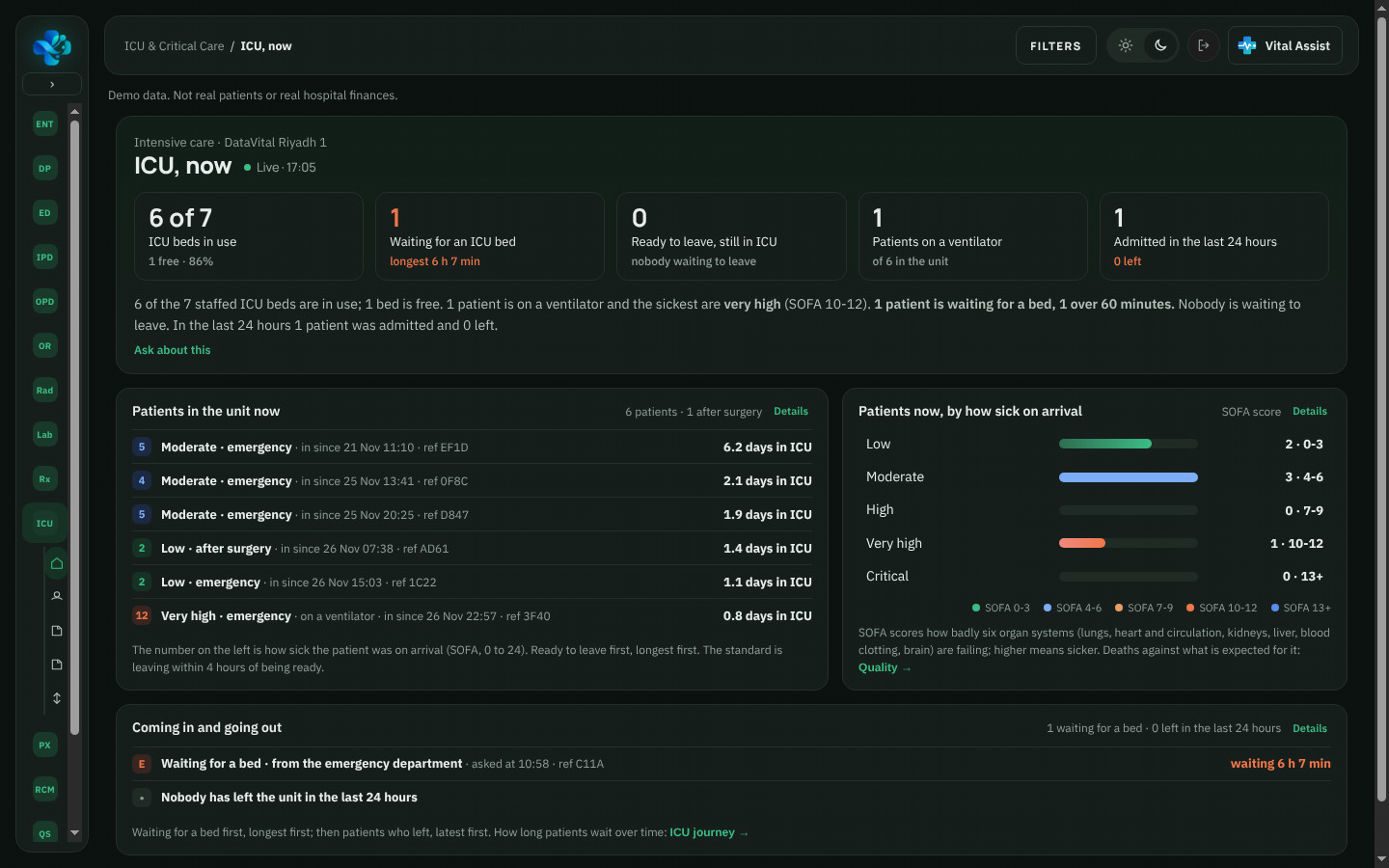 ICU & Critical Care / ICU, now
FILTERS
Vital Assist
›
ENT
DP
ED
IPD
OPD
OR
Rad
Lab
Rx
ICU
PX
RCM
QS
Demo data. Not real patients or real hospital finances.
Intensive care · DataVital Riyadh 1
ICU, now
Live · 17:05
6 of 7
ICU beds in use
1 free · 86%
1
Waiting for an ICU bed
longest 6 h 7 min
0
Ready to leave, still in ICU
nobody waiting to leave
1
Patients on a ventilator
of 6 in the unit
1
Admitted in the last 24 hours
0 left
6 of the 7 staffed ICU beds are in use; 1 bed is free. 1 patient is on a ventilator and the sickest are very high (SOFA 10-12). 1 patient is waiting for a bed, 1 over 60 minutes. Nobody is waiting to
leave. In the last 24 hours 1 patient was admitted and 0 left.
Ask about this
Patients in the unit now
6 patients · 1 after surgery Details
5 Moderate · emergency · in since 21 Nov 11:10 · ref EF1D 6.2 days in ICU
4 Moderate · emergency · in since 25 Nov 13:41 · ref 0F8C 2.1 days in ICU
5 Moderate · emergency · in since 25 Nov 20:25 · ref D847 1.9 days in ICU
2 Low · after surgery · in since 26 Nov 07:38 · ref AD61 1.4 days in ICU
2 Low · emergency · in since 26 Nov 15:03 · ref 1C22 1.1 days in ICU
12 Very high · emergency · on a ventilator · in since 26 Nov 22:57 · ref 3F40 0.8 days in ICU
The number on the left is how sick the patient was on arrival (SOFA, 0 to 24). Ready to leave first, longest first. The standard is
leaving within 4 hours of being ready.
Patients now, by how sick on arrival
SOFA score Details
Low 2 · 0-3
Moderate 3 · 4-6
High 0 · 7-9
Very high 1 · 10-12
Critical 0 · 13+
SOFA 0-3 SOFA 4-6 SOFA 7-9 SOFA 10-12 SOFA 13+
SOFA scores how badly six organ systems (lungs, heart and circulation, kidneys, liver, blood
clotting, brain) are failing; higher means sicker. Deaths against what is expected for it:
Quality →
Coming in and going out
1 waiting for a bed · 0 left in the last 24 hours Details
E Waiting for a bed · from the emergency department · asked at 10:58 · ref C11A waiting 6 h 7 min
• Nobody has left the unit in the last 24 hours
Waiting for a bed first, longest first; then patients who left, latest first. How long patients wait over time: ICU journey →